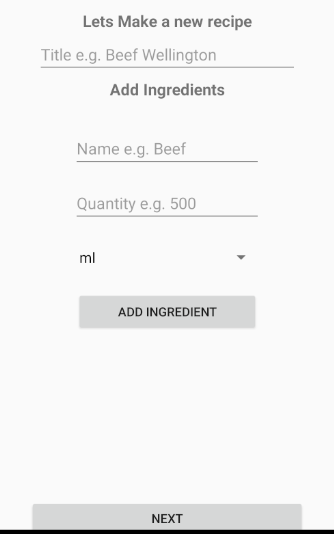 Lets Make a new recipe
Title e.g. Beef Wellington
Add Ingredients
Name e.g. Beef
Quantity e.g. 500
ml
ADD INGREDIENT
NEXT